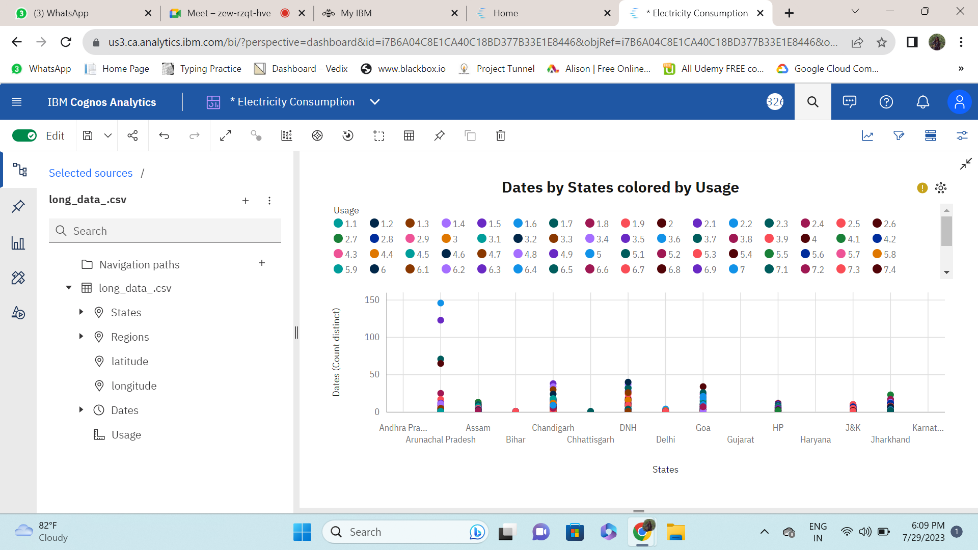 (3) WhatsApp
Meet – zew-rzqt-hve
My IBM
Home
* Electricity Consumption
us3.ca.analytics.ibm.com/bi/?perspective=dashboard&id=i7B6A04C8E1CA40C18BD377B33E1E8446&objRef=i7B6A04C8E1CA40C18BD377B33E1E8446&o...
WhatsApp Home Page Typing Practice Dashboard Vedix www.blackbox.io Project Tunnel Alison | Free Online... All Udemy FREE co... Google Cloud Com... »
IBM Cognos Analytics * Electricity Consumption
Edit
Selected sources /
long_data_.csv
Search
Navigation paths
long_data_.csv
States
Regions
latitude
longitude
Dates
Usage
Dates by States colored by Usage
Usage
1.1 1.2 1.3 1.4 1.5 1.6 1.7 1.8 1.9 2 2.1 2.2 2.3 2.4 2.5 2.6
2.7 2.8 2.9 3 3.1 3.2 3.3 3.4 3.5 3.6 3.7 3.8 3.9 4 4.1 4.2
4.3 4.4 4.5 4.6 4.7 4.8 4.9 5 5.1 5.2 5.3 5.4 5.5 5.6 5.7 5.8
5.9 6 6.1 6.2 6.3 6.4 6.5 6.6 6.7 6.8 6.9 7 7.1 7.2 7.3 7.4
Dates (Count distinct)
150
100
50
0
Andhra Pra... Assam Chandigarh DNH Goa HP J&K Karnat...
Arunachal Pradesh Bihar Chhattisgarh Delhi Gujarat Haryana Jharkhand
States
82°F
Cloudy
Search
ENG
IN
6:09 PM
7/29/2023
1